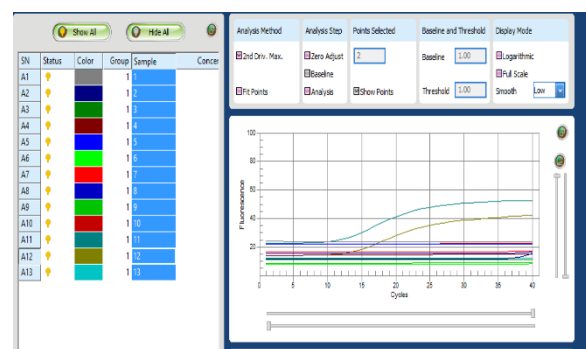 Show All Hide All
SN Status Color Group Sample Concer
A1 1 1
A2 1 2
A3 1 3
A4 1 4
A5 1 5
A6 1 6
A7 1 7
A8 1 8
A9 1 9
A10 1 10
A11 1 11
A12 1 12
A13 1 13
Analysis Method Analysis Step Points Selected Baseline and Threshold Display Mode
2nd Driv. Max. Zero Adjust 2 Baseline 1.00 Logarithmic
Baseline Full Scale
Fit Points Analysis Show Points Threshold 1.00 Smooth Low
100
80
60
40
20
Fluorescence
0 5 10 15 20 25 30 35 40
Cycles